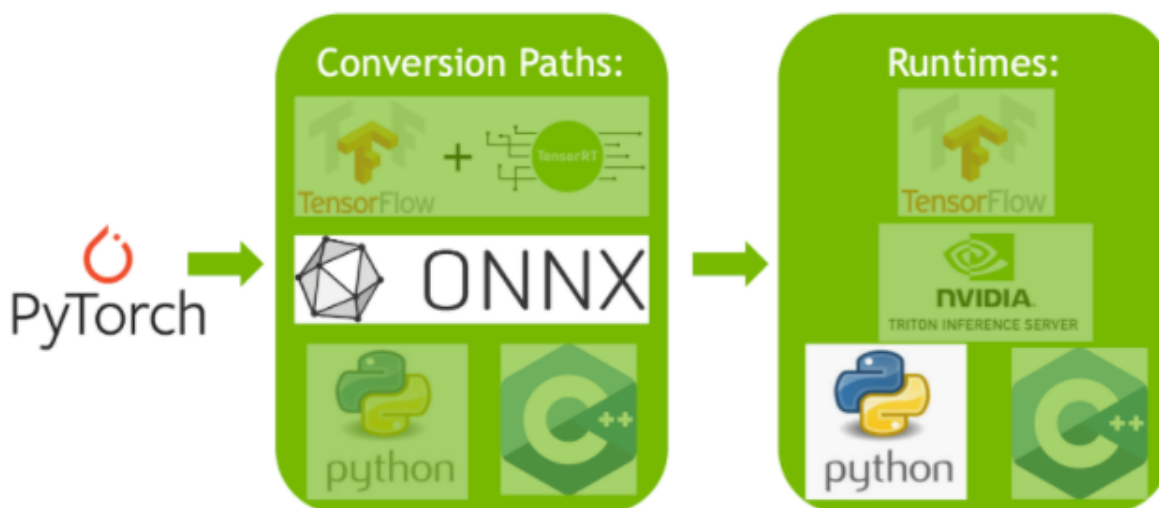 PyTorch
Conversion Paths:
TensorFlow
+
TensorRT
ONNX
python
C++
Runtimes:
TensorFlow
NVIDIA.
TRITON INFERENCE SERVER
python
C++